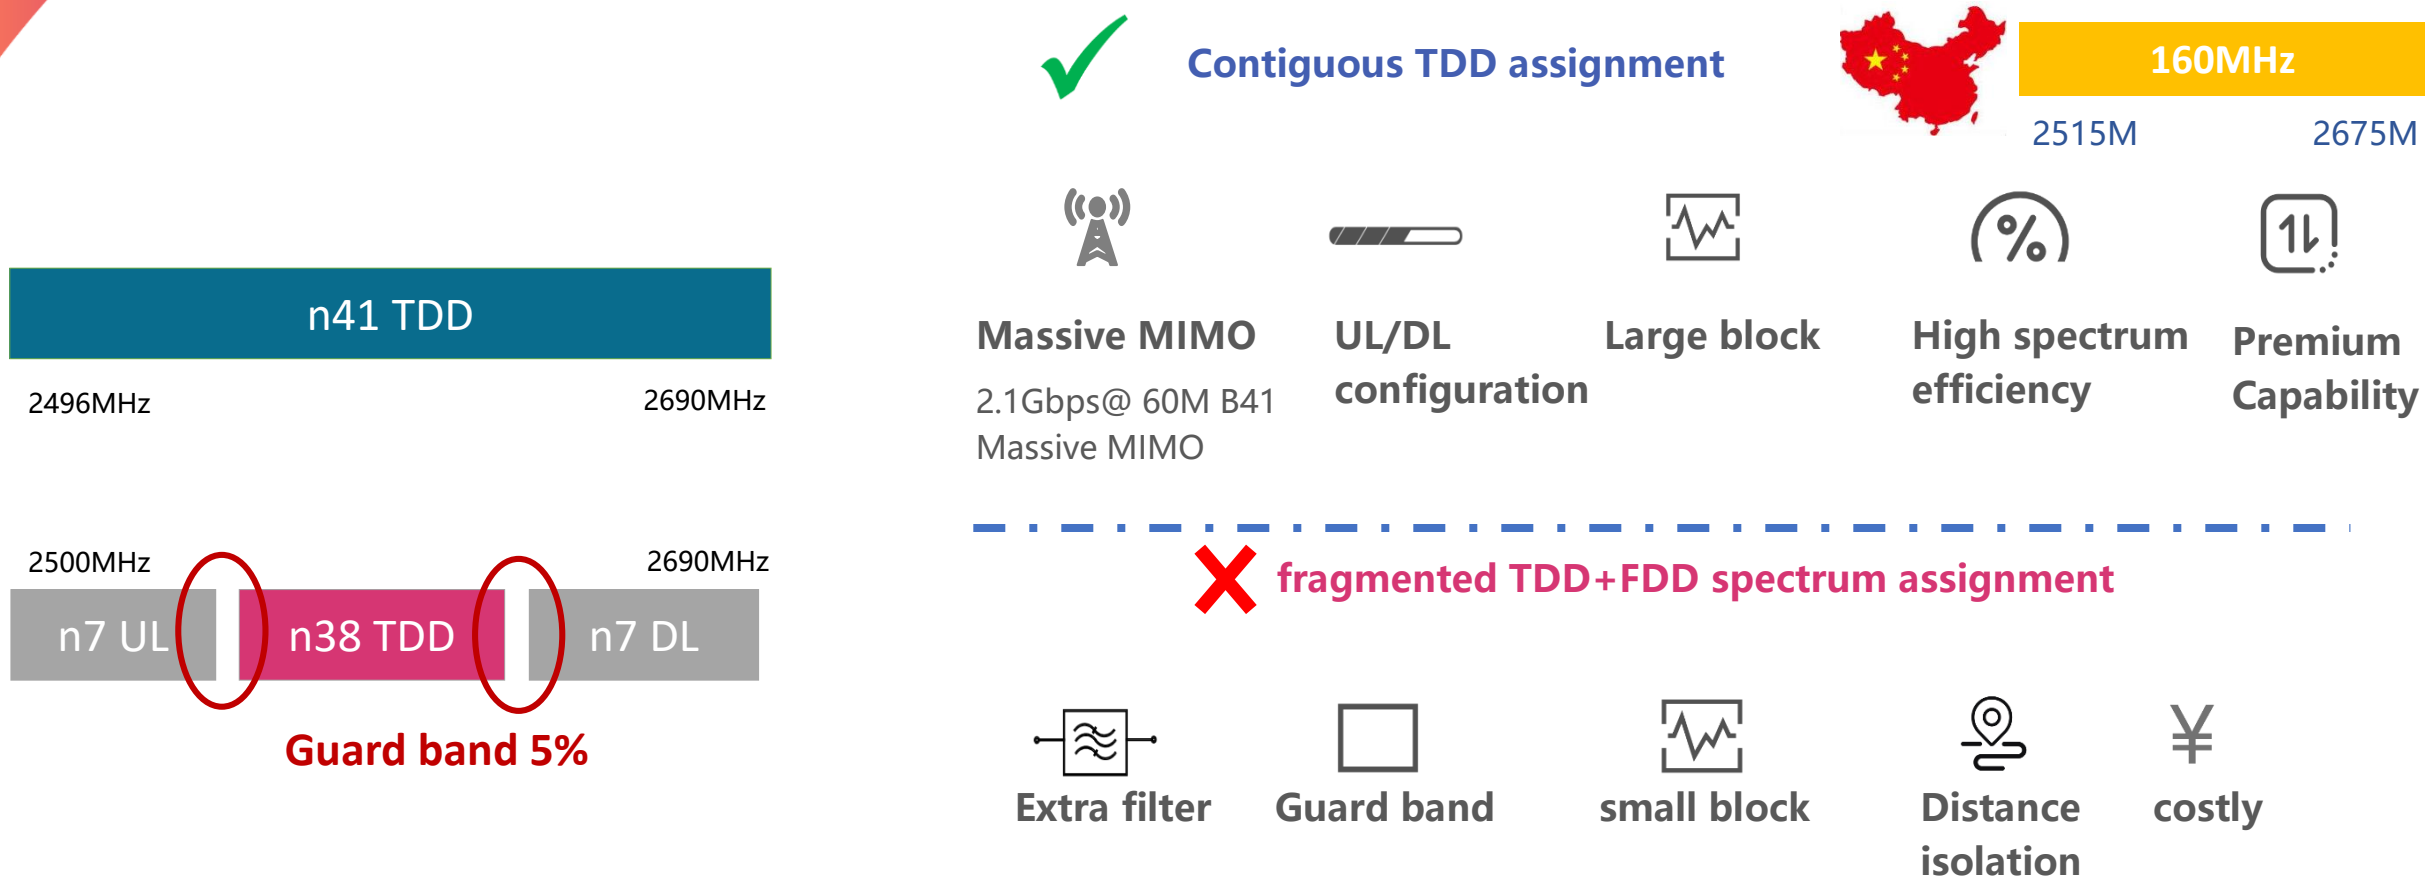 Contiguous TDD assignment
160MHz
2515M
2675M
n41 TDD
2496MHz
2690MHz
Massive MIMO
2.1Gbps@ 60M B41
Massive MIMO
UL/DL
configuration
Large block
High spectrum
efficiency
Premium
Capability
2500MHz
2690MHz
n7 UL
n38 TDD
n7 DL
Guard band 5%
fragmented TDD+FDD spectrum assignment
Extra filter
Guard band
small block
Distance
isolation
¥
costly